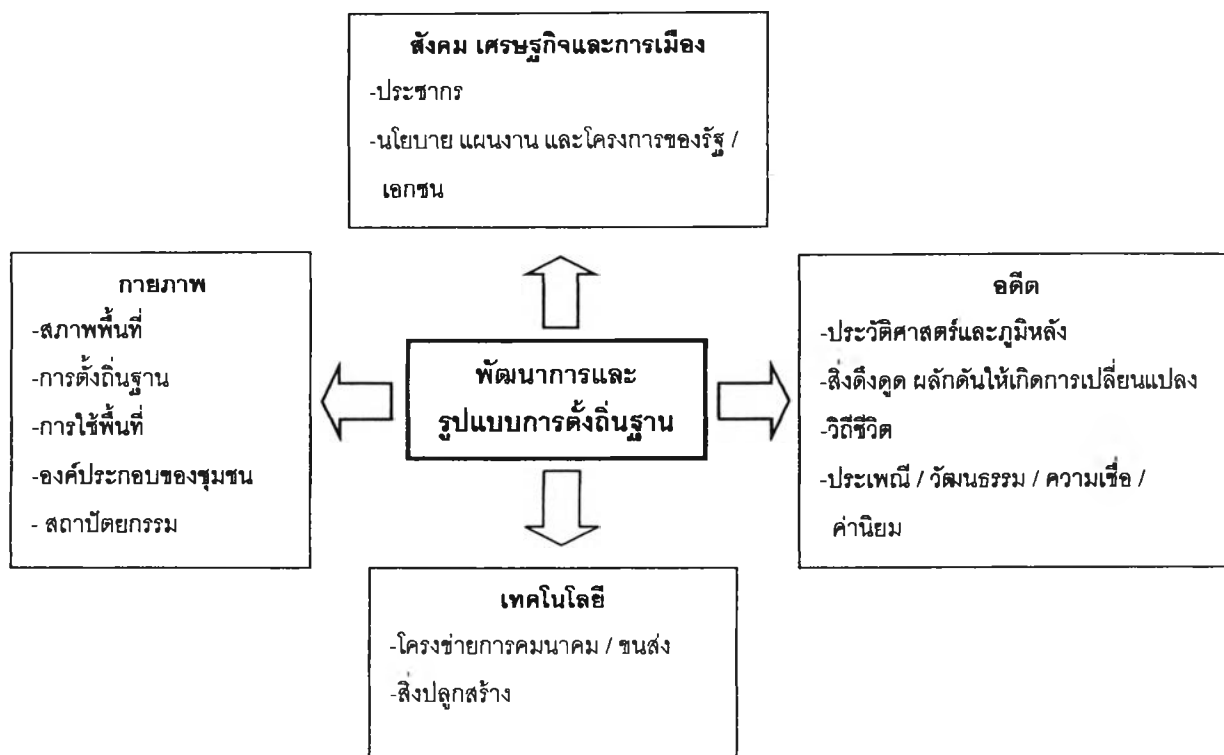 สังคม เศรษฐกิจและการเมือง
-ประชากร
-นโยบาย แผนงาน และโครงการของรัฐ /
เอกชน
กายภาพ
-สภาพพื้นที่
-การตั้งถิ่นฐาน
-การใช้พื้นที่
-องค์ประกอบของชุมชน
- สถาปัตยกรรม
พัฒนาการและ
รูปแบบการตั้งถิ่นฐาน
อดีต
-ประวัติศาสตร์และภูมิหลัง
-สิ่งดึงดูด ผลักดันให้เกิดการเปลี่ยนแปลง
-วิถีชีวิต
-ประเพณี / วัฒนธรรม / ความเชื่อ /
ค่านิยม
เทคโนโลยี
-โครงข่ายการคมนาคม / ขนส่ง
-สิ่งปลูกสร้าง